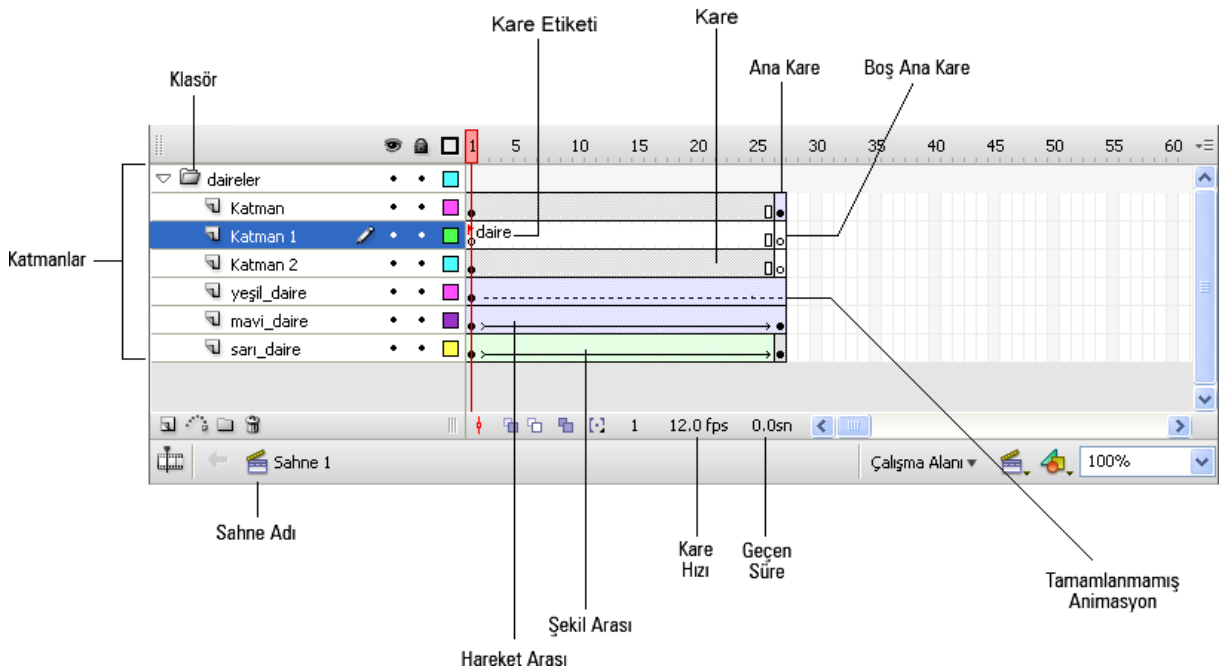 Kare Etiketi
Kare
Klasör
Ana Kare
Boş Ana Kare
1 5 10 15 20 25 30 35 40 45 50 55 60
daireler
Katman
Katman 1
daire
Katmanlar
Katman 2
yeşil_daire
mavi_daire
sarı_daire
1 12.0 fps 0.0sn
Sahne 1
Çalışma Alanı
100%
Sahne Adı
Kare
Hızı
Geçen
Süre
Tamamlanmamış
Animasyon
Şekil Arası
Hareket Arası